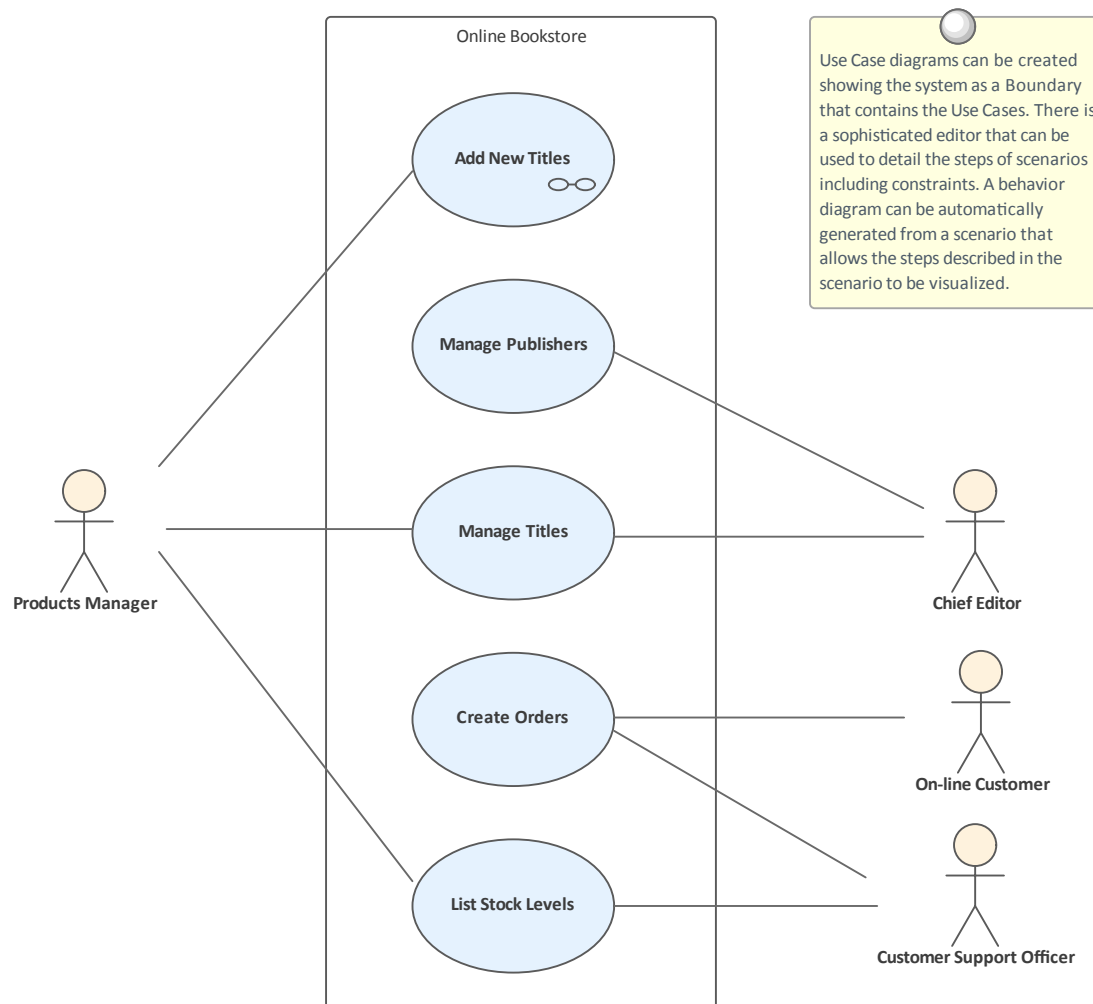 Online Bookstore
Use Case diagrams can be created
showing the system as a Boundary
that contains the Use Cases. There is
a sophisticated editor that can be
used to detail the steps of scenarios
including constraints. A behavior
diagram can be automatically
generated from a scenario that
allows the steps described in the
scenario to be visualized.
Add New Titles
Manage Publishers
Manage Titles
Products Manager
Chief Editor
Create Orders
On-line Customer
List Stock Levels
Customer Support Officer